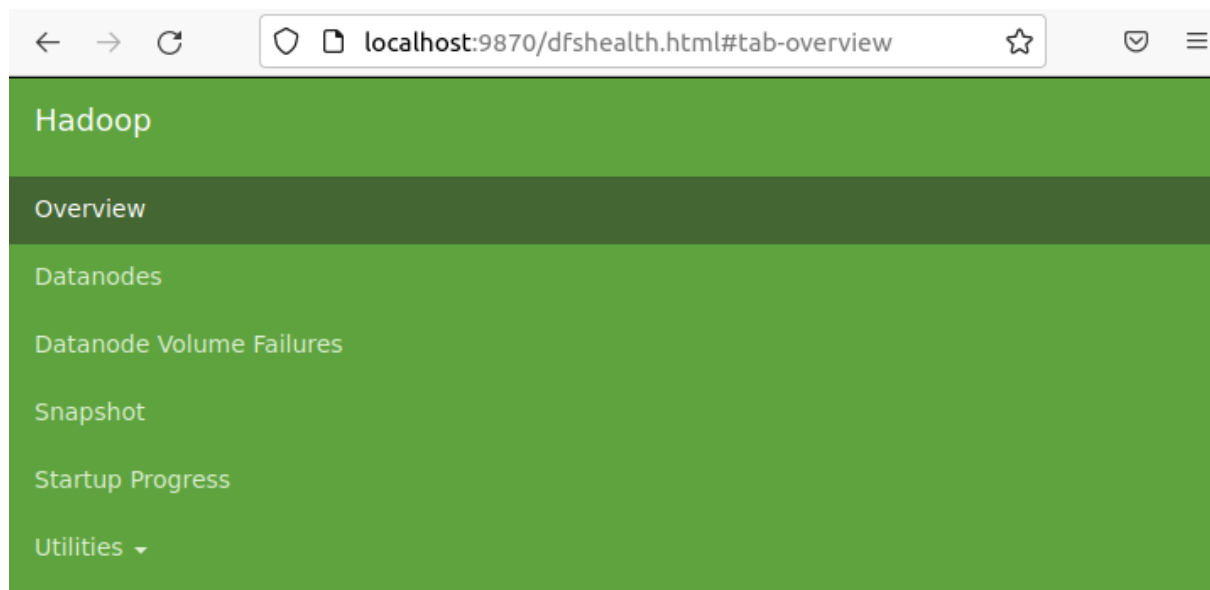 localhost:9870/dfshealth.html#tab-overview
Hadoop
Overview
Datanodes
Datanode Volume Failures
Snapshot
Startup Progress
Utilities